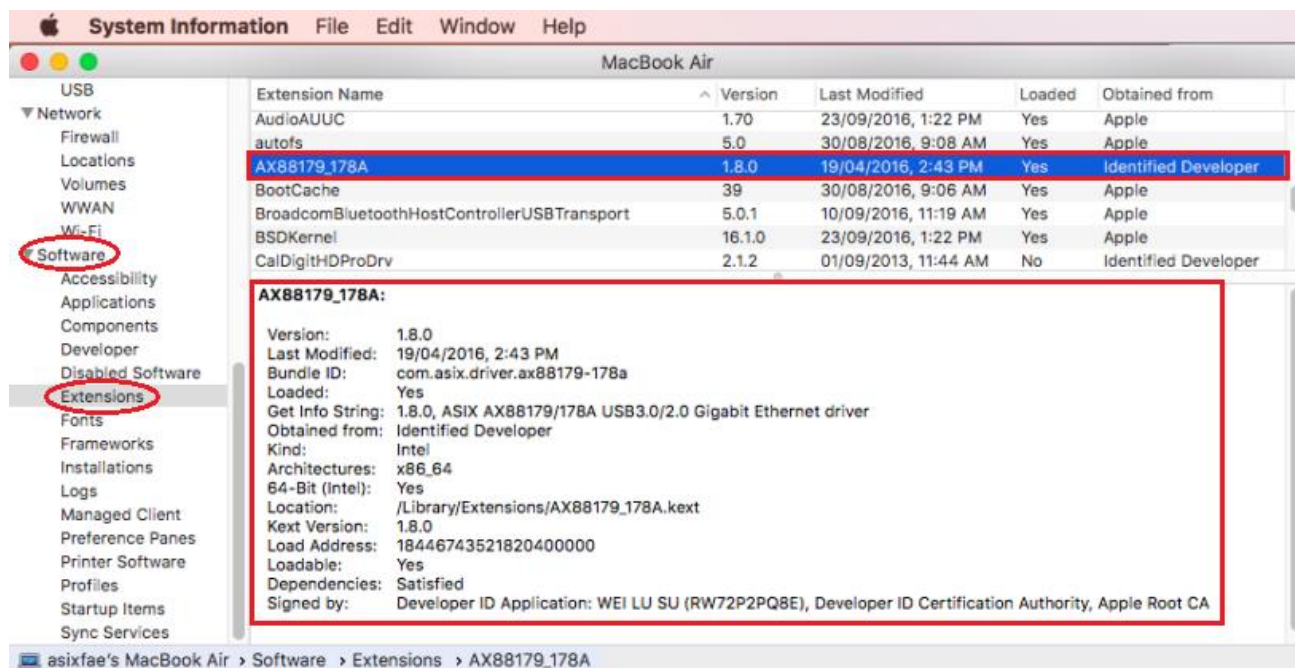 System Information File Edit Window Help
MacBook Air
USB
Network
Firewall
Locations
Volumes
WWAN
Wi-Fi
Software
Accessibility
Applications
Components
Developer
Disabled Software
Extensions
Fonts
Frameworks
Installations
Logs
Managed Client
Preference Panes
Printer Software
Profiles
Startup Items
Sync Services
Extension Name Version Last Modified Loaded Obtained from
AudioAUUC 1.70 23/09/2016, 1:22 PM Yes Apple
autofs 5.0 30/08/2016, 9:08 AM Yes Apple
AX88179_178A 1.8.0 19/04/2016, 2:43 PM Yes Identified Developer
BootCache 39 30/08/2016, 9:06 AM Yes Apple
BroadcomBluetoothHostControllerUSBTransport 5.0.1 10/09/2016, 11:19 AM Yes Apple
BSDKernel 16.1.0 23/09/2016, 1:22 PM Yes Apple
CalDigitHDProDrv 2.1.2 01/09/2013, 11:44 AM No Identified Developer
AX88179_178A:
Version: 1.8.0
Last Modified: 19/04/2016, 2:43 PM
Bundle ID: com.asix.driver.ax88179-178a
Loaded: Yes
Get Info String: 1.8.0, ASIX AX88179/178A USB3.0/2.0 Gigabit Ethernet driver
Obtained from: Identified Developer
Kind: Intel
Architectures: x86_64
64-Bit (Intel): Yes
Location: /Library/Extensions/AX88179_178A.kext
Kext Version: 1.8.0
Load Address: 18446743521820400000
Loadable: Yes
Dependencies: Satisfied
Signed by: Developer ID Application: WEI LU SU (RW72P2PQ8E), Developer ID Certification Authority, Apple Root CA
asixfae's MacBook Air › Software › Extensions › AX88179_178A